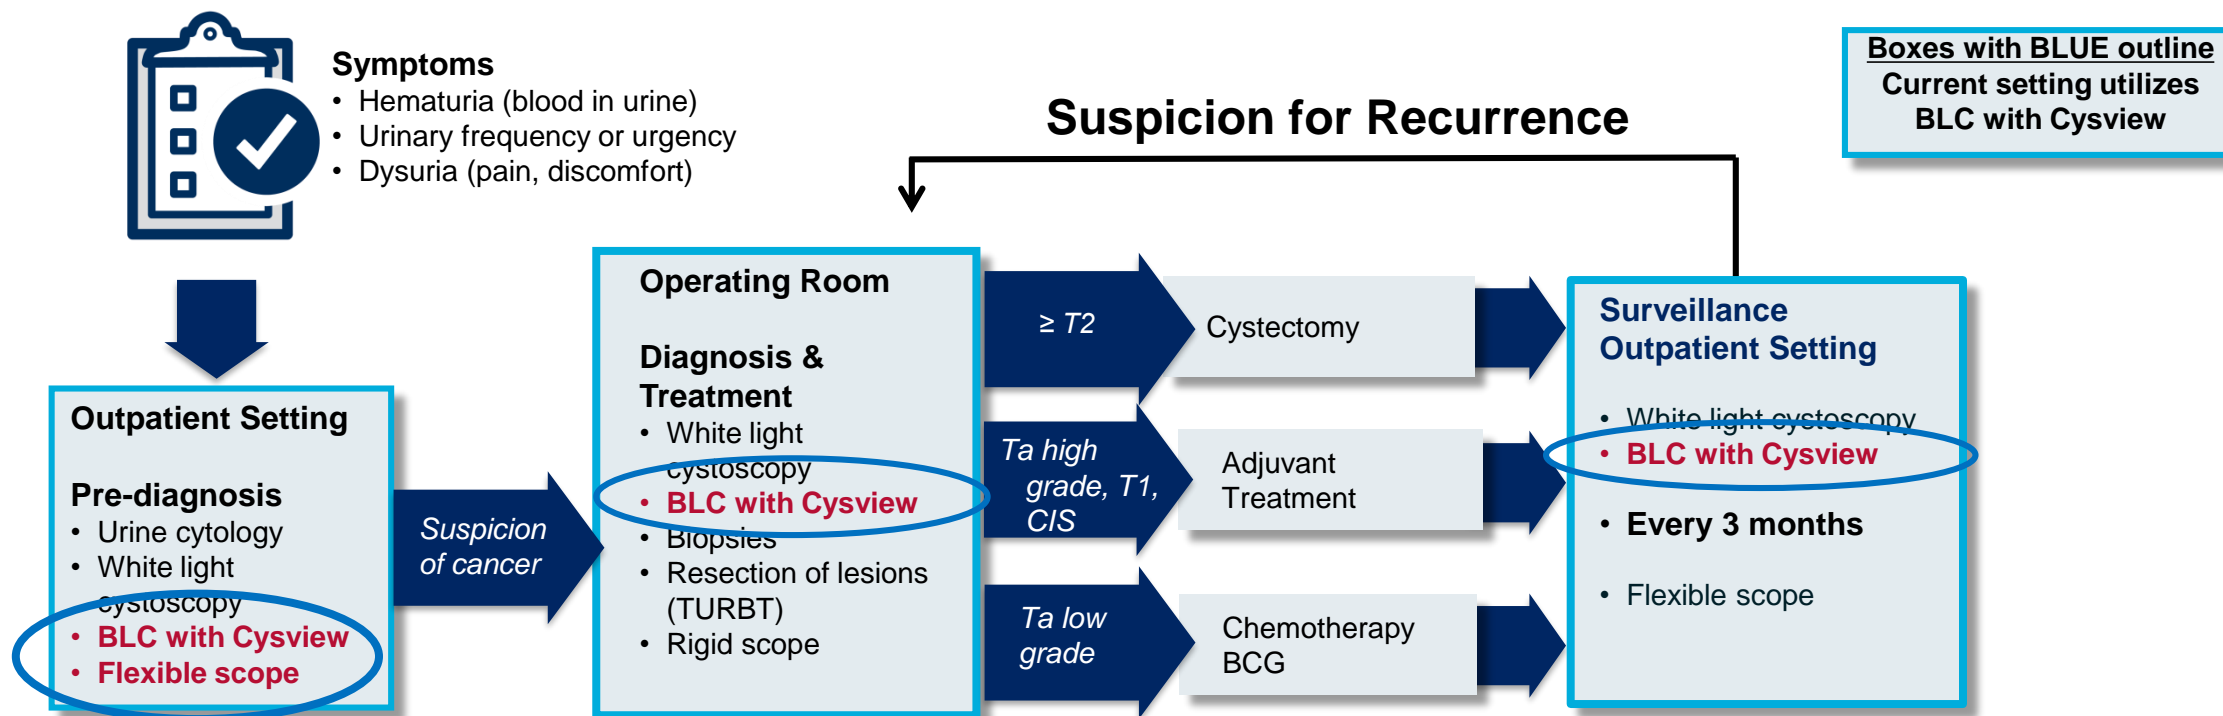 Symptoms
• Hematuria (blood in urine)
• Urinary frequency or urgency
• Dysuria (pain, discomfort)
Suspicion for Recurrence
Boxes with BLUE outline
Current setting utilizes
BLC with Cysview
Outpatient Setting
Pre-diagnosis
• Urine cytology
• White light
cystoscopy
• BLC with Cysview
• Flexible scope
Suspicion
of cancer
Operating Room
Diagnosis &
Treatment
• White light
cystoscopy
• BLC with Cysview
• Biopsies
• Resection of lesions
(TURBT)
• Rigid scope
≥ T2
Cystectomy
Ta high
grade, T1,
CIS
Adjuvant
Treatment
Ta low
grade
Chemotherapy
BCG
Surveillance
Outpatient Setting
• White light cystoscopy
• BLC with Cysview
• Every 3 months
• Flexible scope